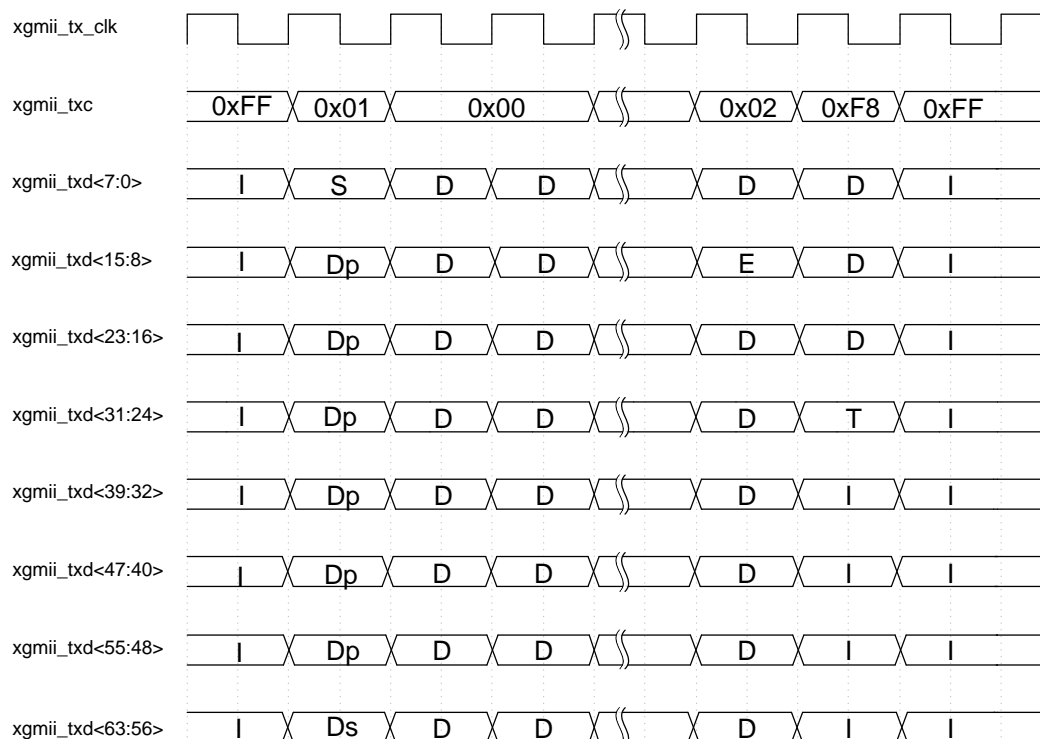 xgmii_tx_clk
xgmii_txc 0xFF 0x01 0x00 0x02 0xF8 0xFF
xgmii_txd<7:0> I S D D D D I
xgmii_txd<15:8> I Dp D D E D I
xgmii_txd<23:16> I Dp D D D D I
xgmii_txd<31:24> I Dp D D D T I
xgmii_txd<39:32> I Dp D D D I I
xgmii_txd<47:40> I Dp D D D I I
xgmii_txd<55:48> I Dp D D D I I
xgmii_txd<63:56> I Ds D D D I I